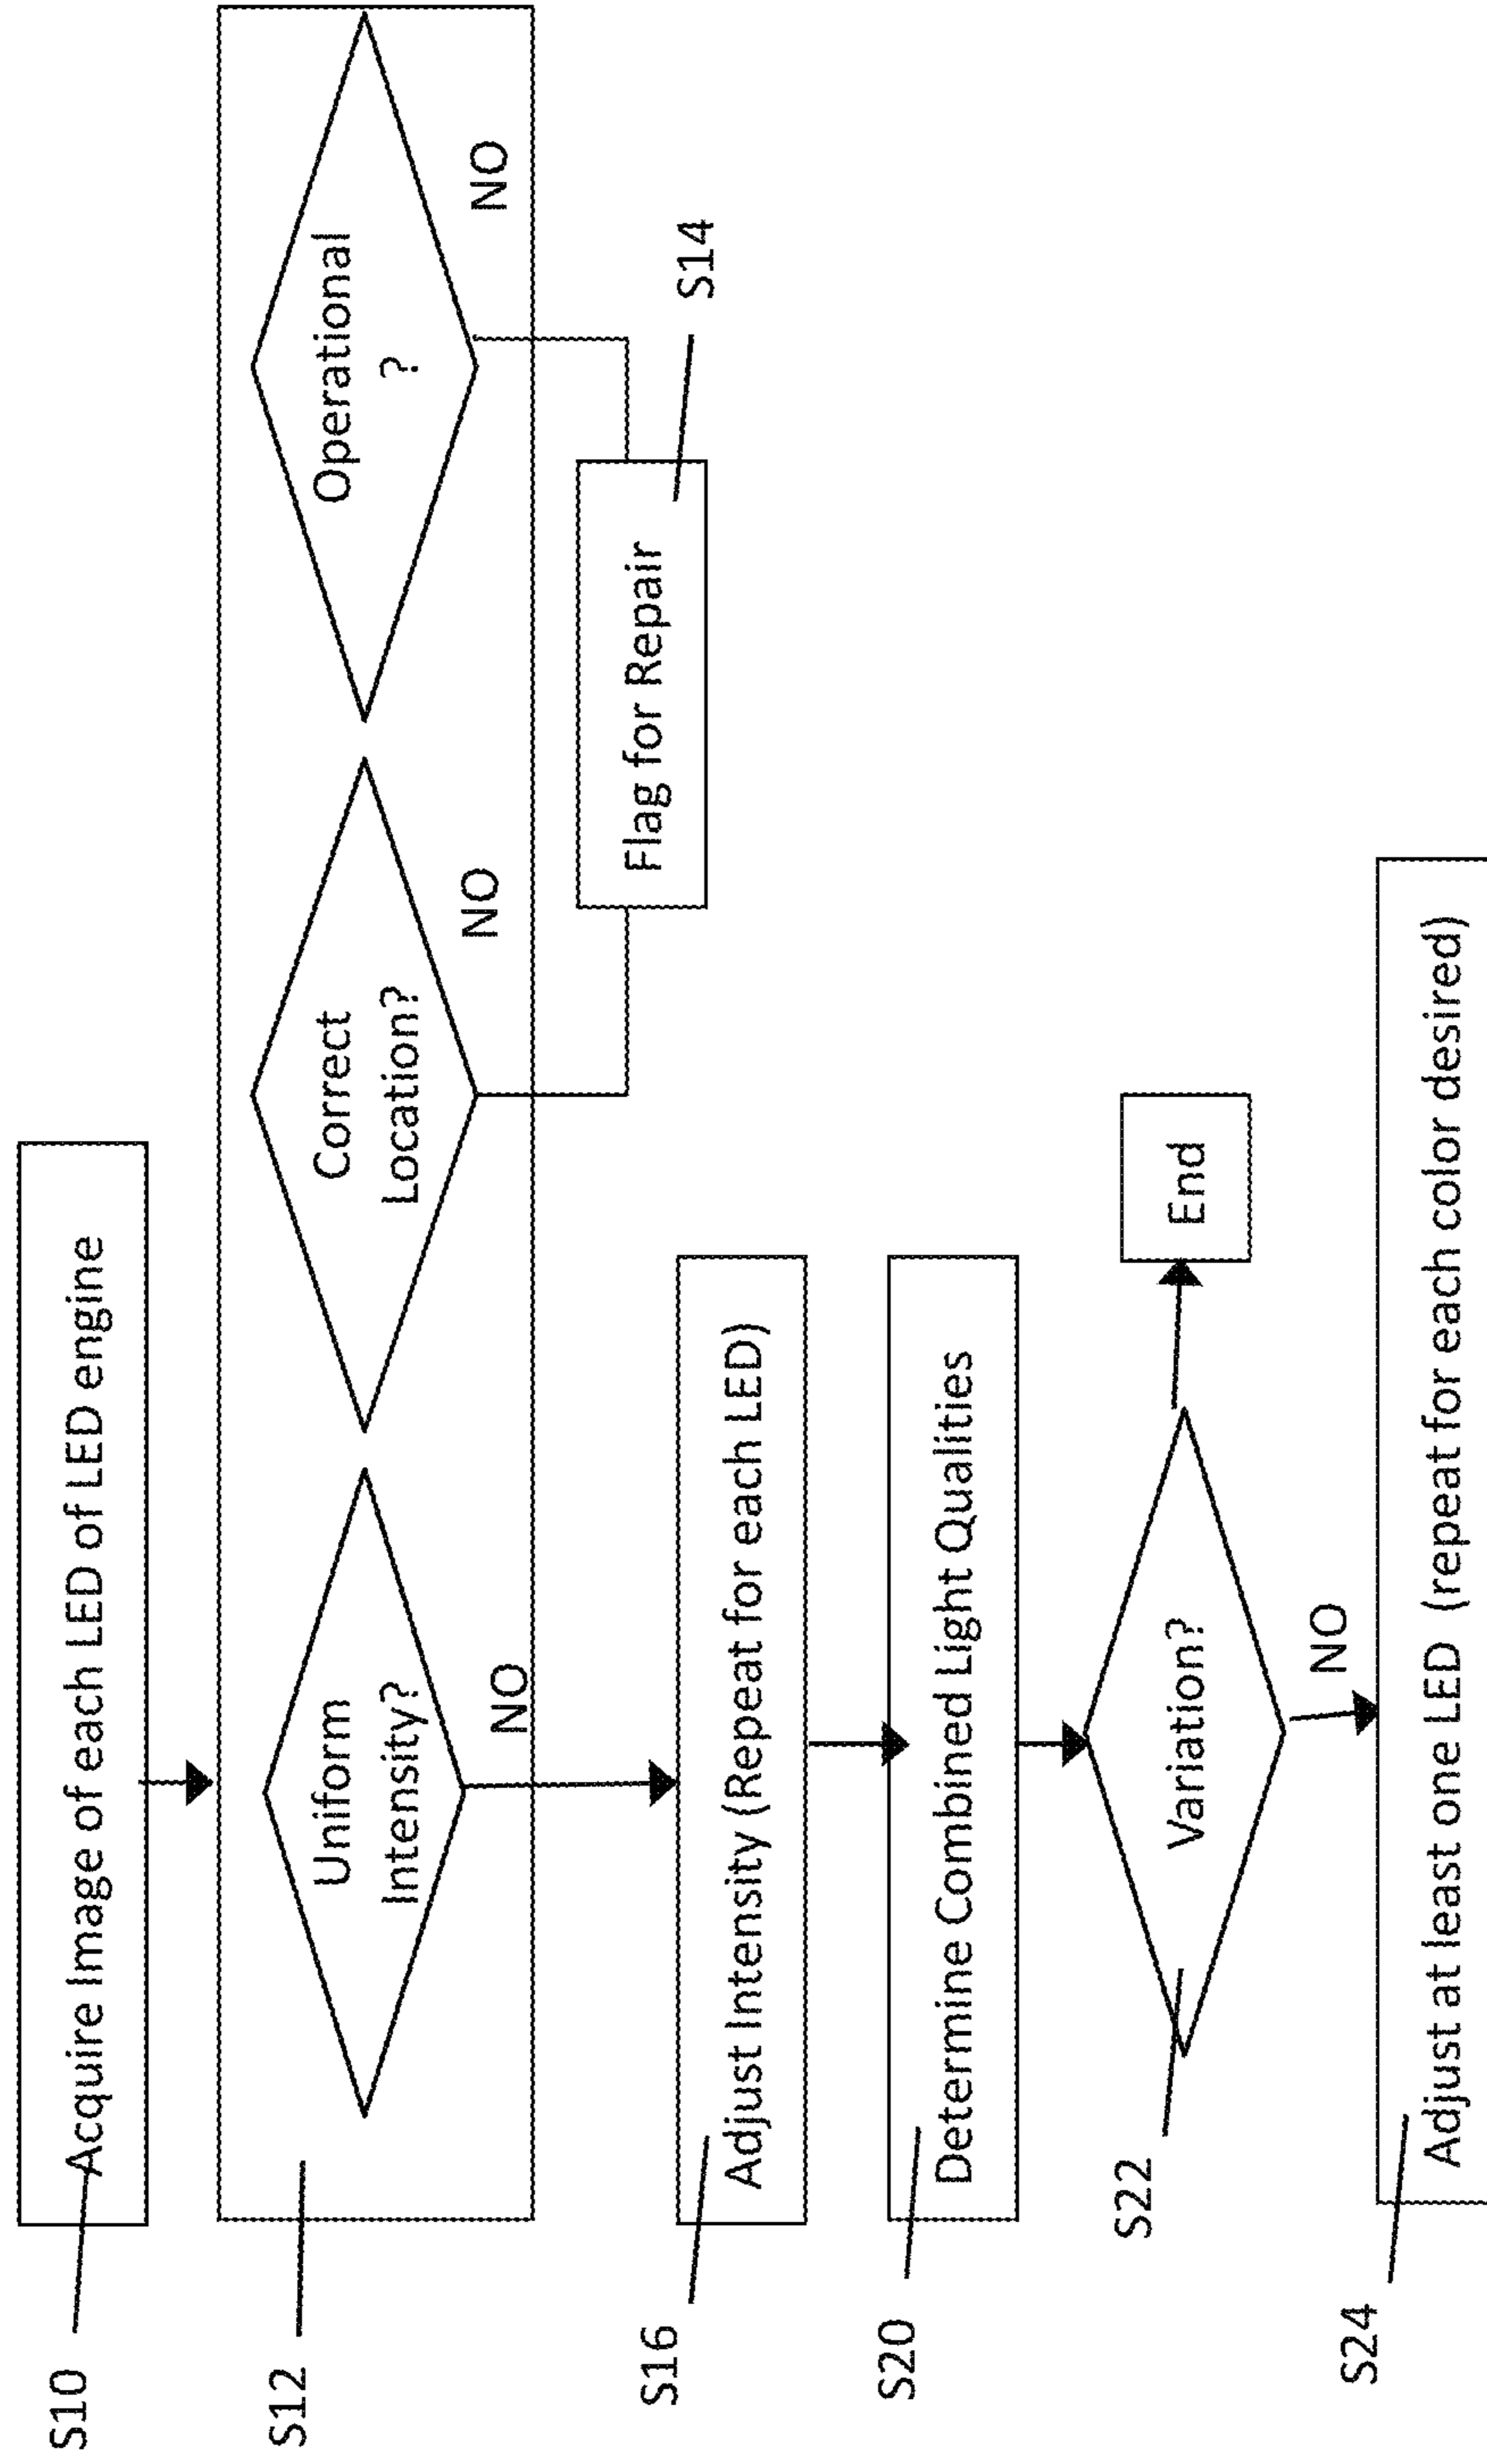 S10
Acquire Image of each LED of LED engine
S12
Uniform
Intensity?
NO
Correct
Location?
NO
Operational
?
NO
Flag for Repair
S14
S16
Adjust Intensity (Repeat for each LED)
S20
Determine Combined Light Qualities
S22
Variation?
NO
End
S24
Adjust at least one LED (repeat for each color desired)